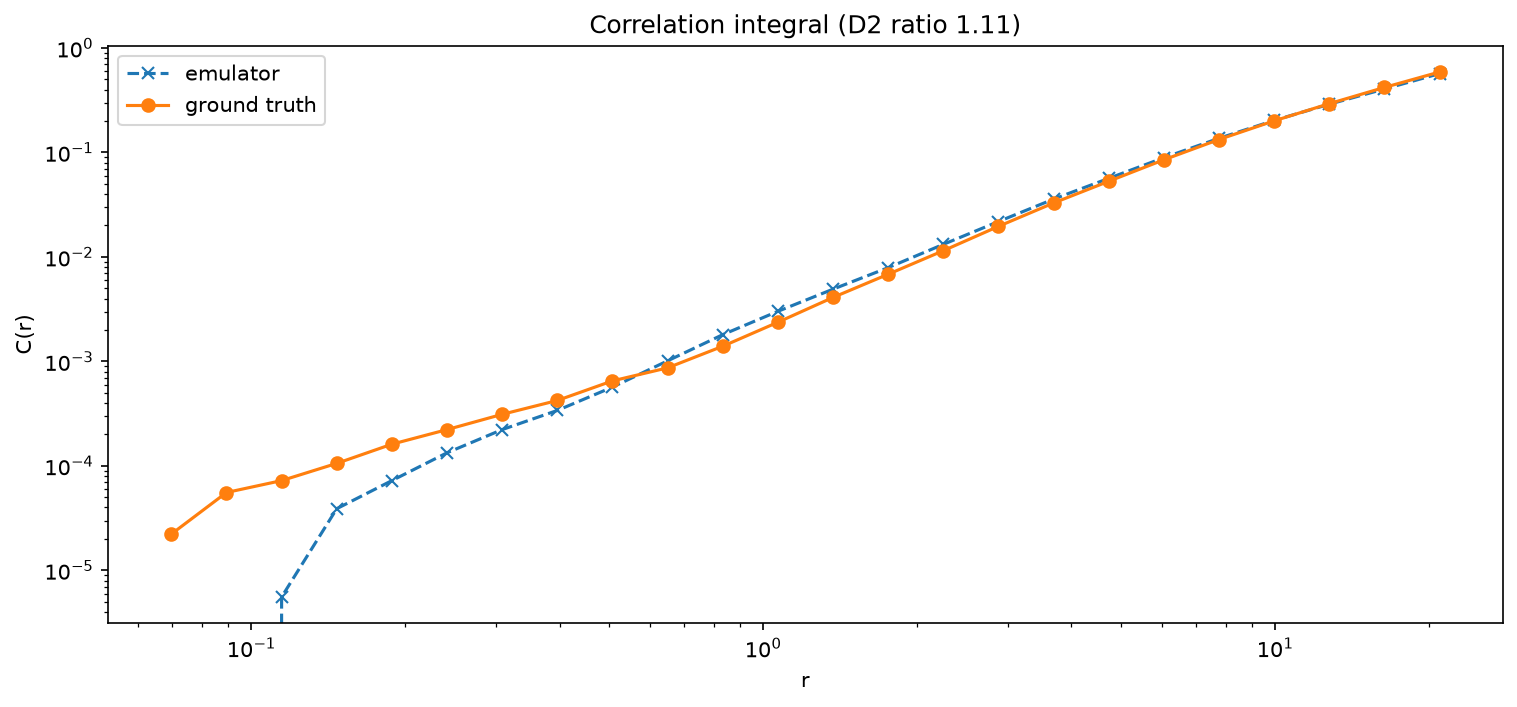 Correlation integral (D2 ratio 1.11)
emulator
ground truth
C(r)
10⁰
10⁻¹
10⁻²
10⁻³
10⁻⁴
10⁻⁵
10⁻¹ 10⁰ 10¹
r